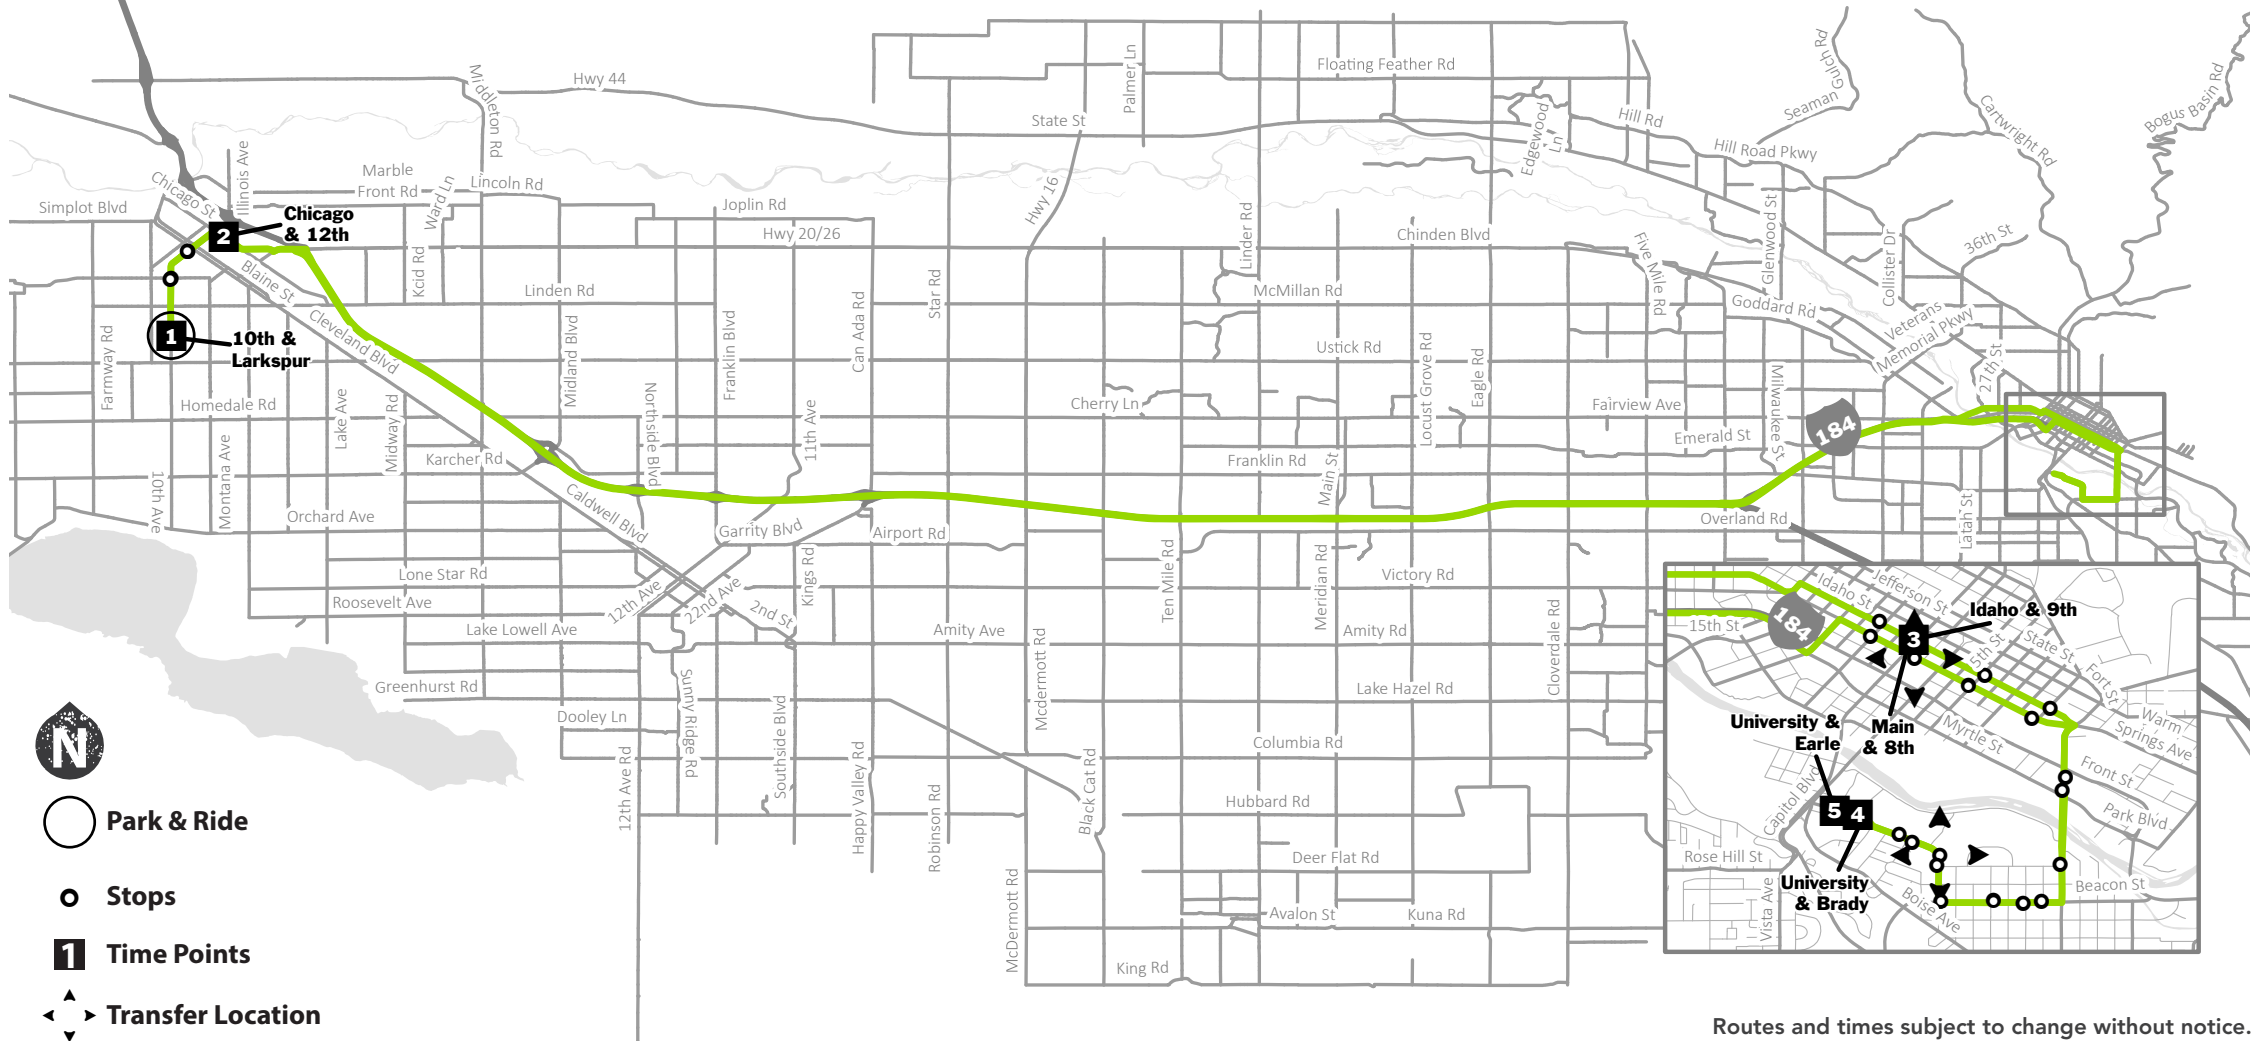 Hwy 44
Middleton Rd
State St
Palmer Ln
Floating Feather Rd
Edgewood
Ln
Hill Rd
Hill Road Pkwy
Seaman
Gulch Rd
Cartwright Rd
Bogus Basin Rd
Chicago St
Illinois Ave
Marble
Front Rd
Ward Ln
Lincoln Rd
Simplot Blvd
Chicago
& 12th
2
Joplin Rd
Hwy 20/26
Hwy 16
Linder Rd
Chinden Blvd
Five Mile Rd
Glenwood St
Collister Dr
36th St
Blaine St
Kcid Rd
Linden Rd
Star Rd
McMillan Rd
Goddard Rd
Veterans
Memorial Pkwy
27th St
1
10th &
Larkspur
Farmway Rd
Cleveland Blvd
Midland Blvd
Franklin Blvd
Can Ada Rd
Ustick Rd
Locust Grove Rd
Eagle Rd
Milwaukee St
Homedale Rd
Lake Ave
Midway Rd
Northside Blvd
11th Ave
Cherry Ln
Fairview Ave
Emerald St
184
Montana Ave
10th Ave
Karcher Rd
Franklin Rd
Main St
Orchard Ave
Caldwell Blvd
Garrity Blvd
Airport Rd
Overland Rd
Latah St
Lone Star Rd
Roosevelt Ave
12th Ave
22nd Ave
2nd St
Kings Rd
Ten Mile Rd
Meridian Rd
Victory Rd
Cloverdale Rd
Lake Lowell Ave
Amity Ave
Mcdermott Rd
Amity Rd
Greenhurst Rd
Sunny Ridge Rd
Southside Blvd
Lake Hazel Rd
Dooley Ln
12th Ave Rd
Happy Valley Rd
Robinson Rd
Black Cat Rd
Columbia Rd
Hubbard Rd
Deer Flat Rd
McDermott Rd
Avalon St
Kuna Rd
King Rd
Idaho St
Jefferson St
Idaho & 9th
15th St
184
3
5th St
State St
Fort St
Warm
Springs Ave
University &
Earle
Main
& 8th
Myrtle St
Front St
Park Blvd
Capitol Blvd
5
4
Rose Hill St
University
& Brady
Vista Ave
Boise Ave
Beacon St
N
Park & Ride
Stops
1
Time Points
Transfer Location
Routes and times subject to change without notice.